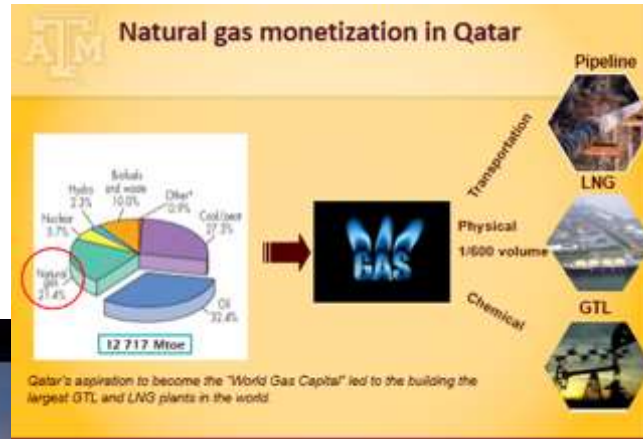 ATM
Natural gas monetization in Qatar
Pipeline
Biofuels
and waste
10.0%
Other*
0.9%
Hydro
2.3%
Nuclear
5.7%
Coal/peat
27.3%
Natural
gas
21.4%
Oil
32.4%
12 717 Mtoe
GAS
Transportation
LNG
Physical
1/600 volume
Chemical
GTL
Qatar's aspiration to become the "World Gas Capital" led to the building the
largest GTL and LNG plants in the world